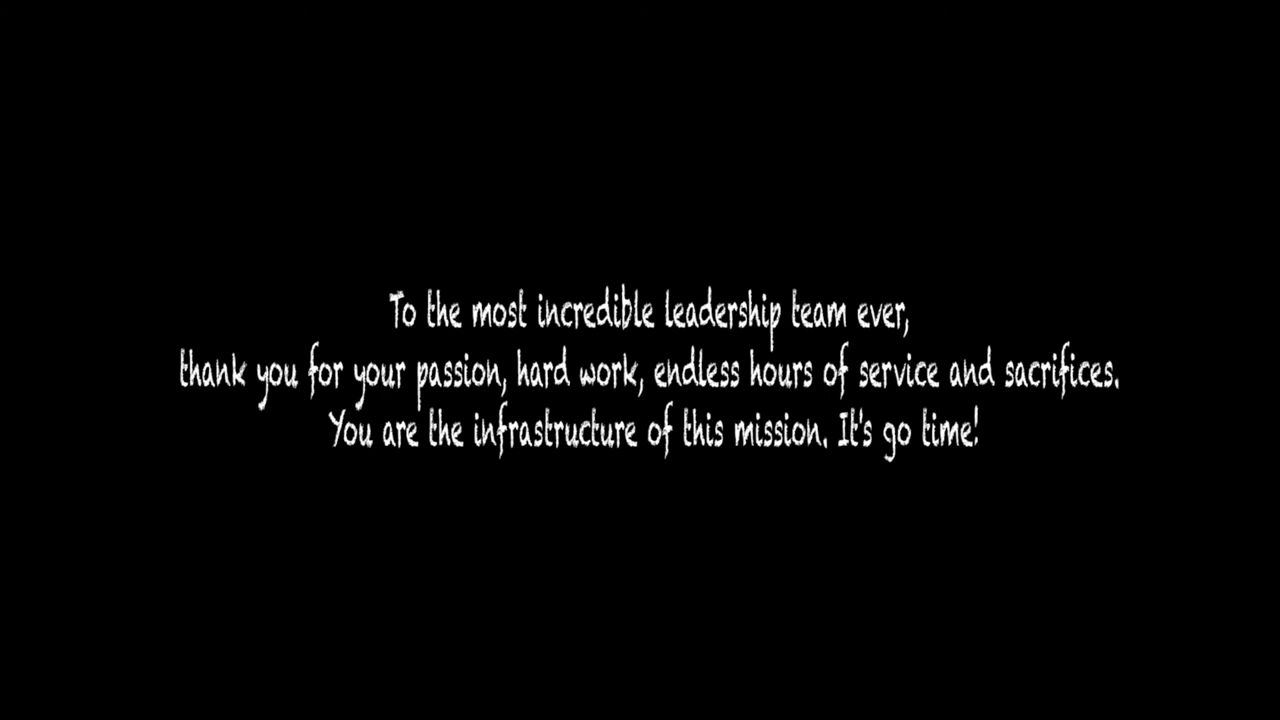 To the most incredible leadership team ever,
thank you for your passion, hard work, endless hours of service and sacrifices.
You are the infrastructure of this mission. It's go time!